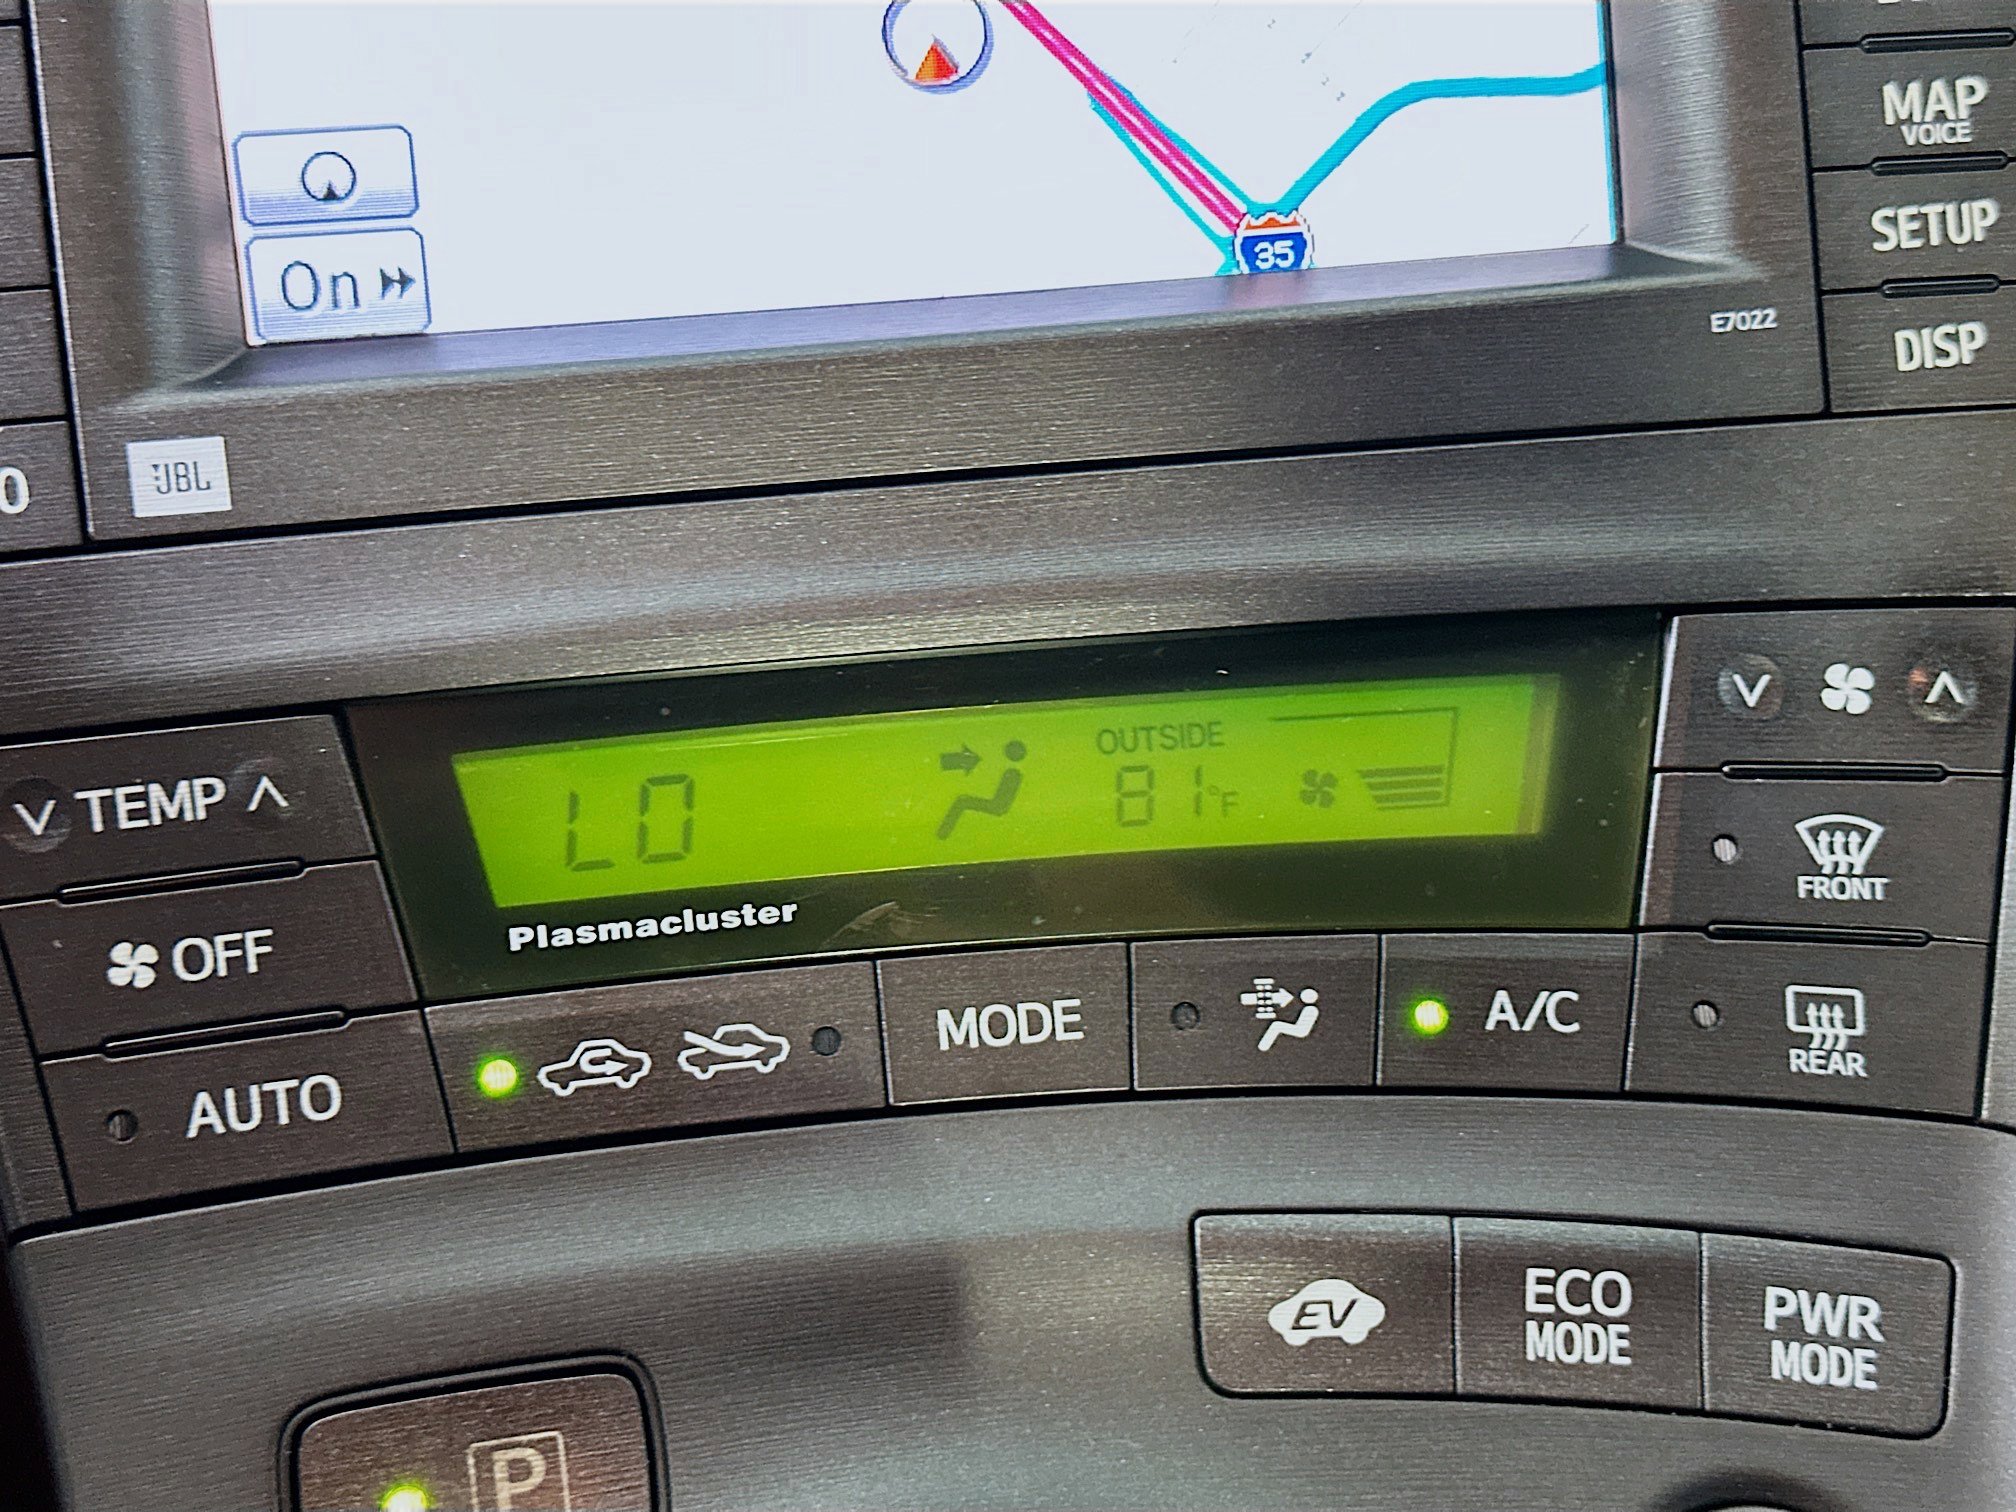 MAP
VOICE
SETUP
On
35
E7022
DISP
JBL
0
TEMP
OUTSIDE
LO
81°F
FRONT
Plasmacluster
OFF
MODE
A/C
REAR
AUTO
EV
ECO
MODE
PWR
MODE
P